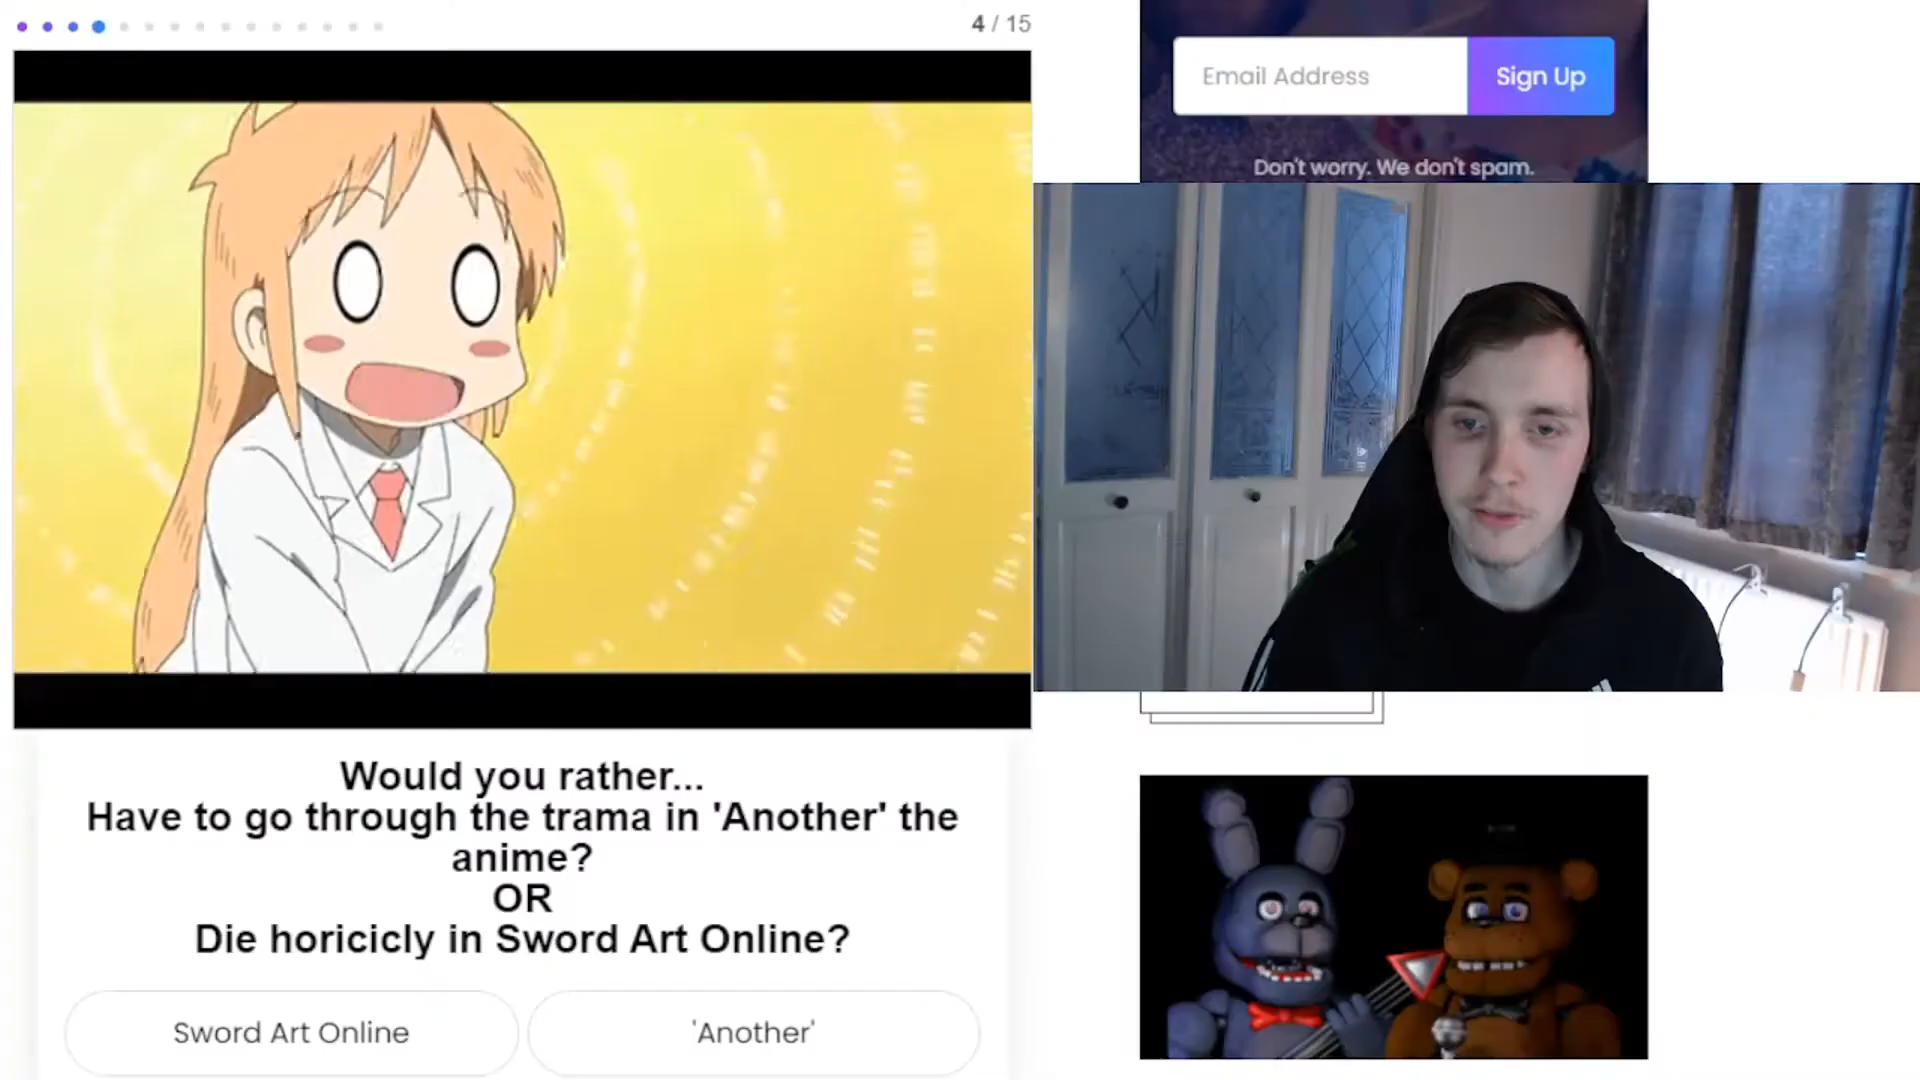 4 / 15
Email Address
Sign Up
Don't worry. We don't spam.
Would you rather...
Have to go through the trama in 'Another' the
anime?
OR
Die horicicly in Sword Art Online?
Sword Art Online
'Another'